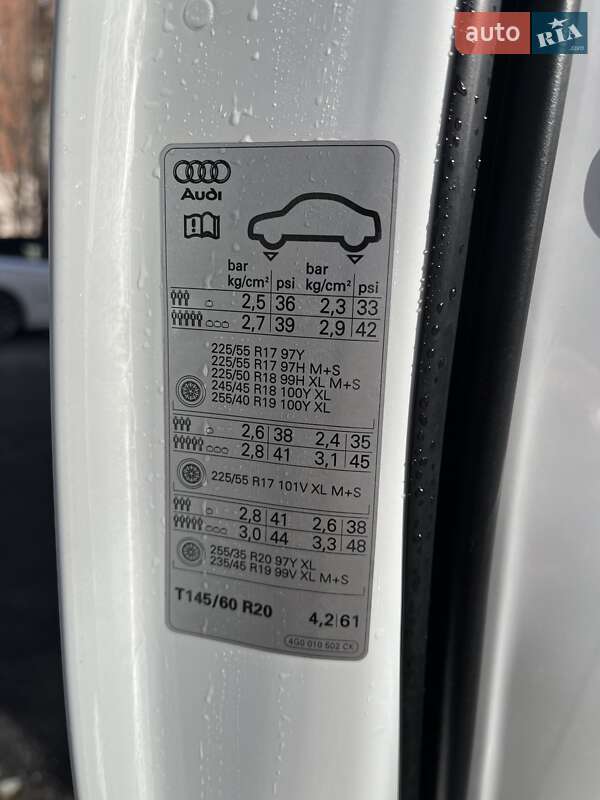 auto RIA .com
Audi
bar psi bar psi
kg/cm² kg/cm²
2,5 36 2,3 33
2,7 39 2,9 42
225/55 R17 97Y
225/55 R17 97H M+S
225/50 R18 99H XL M+S
245/45 R18 100Y XL
255/40 R19 100Y XL
2,6 38 2,4 35
2,8 41 3,1 45
225/55 R17 101V XL M+S
2,8 41 2,6 38
3,0 44 3,3 48
255/35 R20 97Y XL
235/45 R19 99V XL M+S
T145/60 R20 4,2 61
4G0 010 502 CK